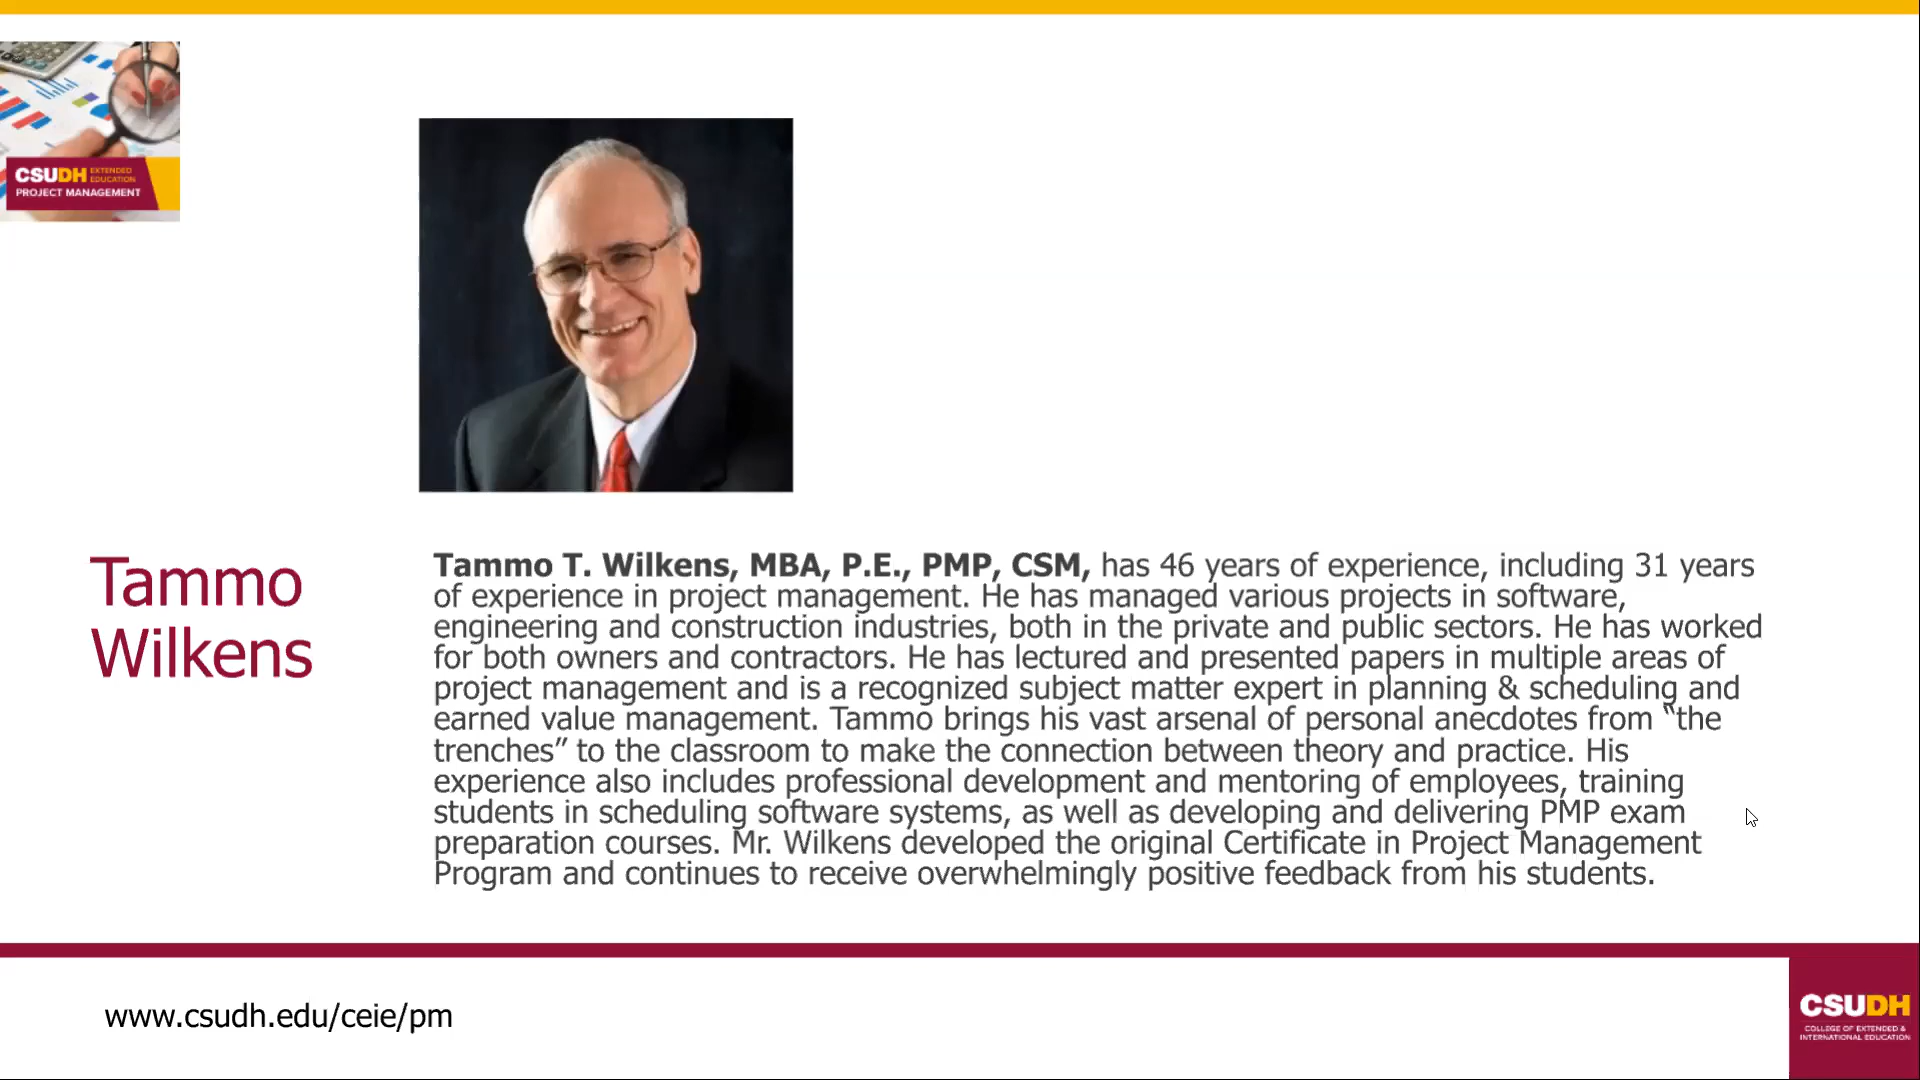 CSUDH EXTENDED EDUCATION
PROJECT MANAGEMENT
Tammo
Wilkens
Tammo T. Wilkens, MBA, P.E., PMP, CSM, has 46 years of experience, including 31 years
of experience in project management. He has managed various projects in software,
engineering and construction industries, both in the private and public sectors. He has worked
for both owners and contractors. He has lectured and presented papers in multiple areas of
project management and is a recognized subject matter expert in planning & scheduling and
earned value management. Tammo brings his vast arsenal of personal anecdotes from “the
trenches” to the classroom to make the connection between theory and practice. His
experience also includes professional development and mentoring of employees, training
students in scheduling software systems, as well as developing and delivering PMP exam
preparation courses. Mr. Wilkens developed the original Certificate in Project Management
Program and continues to receive overwhelmingly positive feedback from his students.
www.csudh.edu/ceie/pm
CSUDH
COLLEGE OF EXTENDED &
INTERNATIONAL EDUCATION